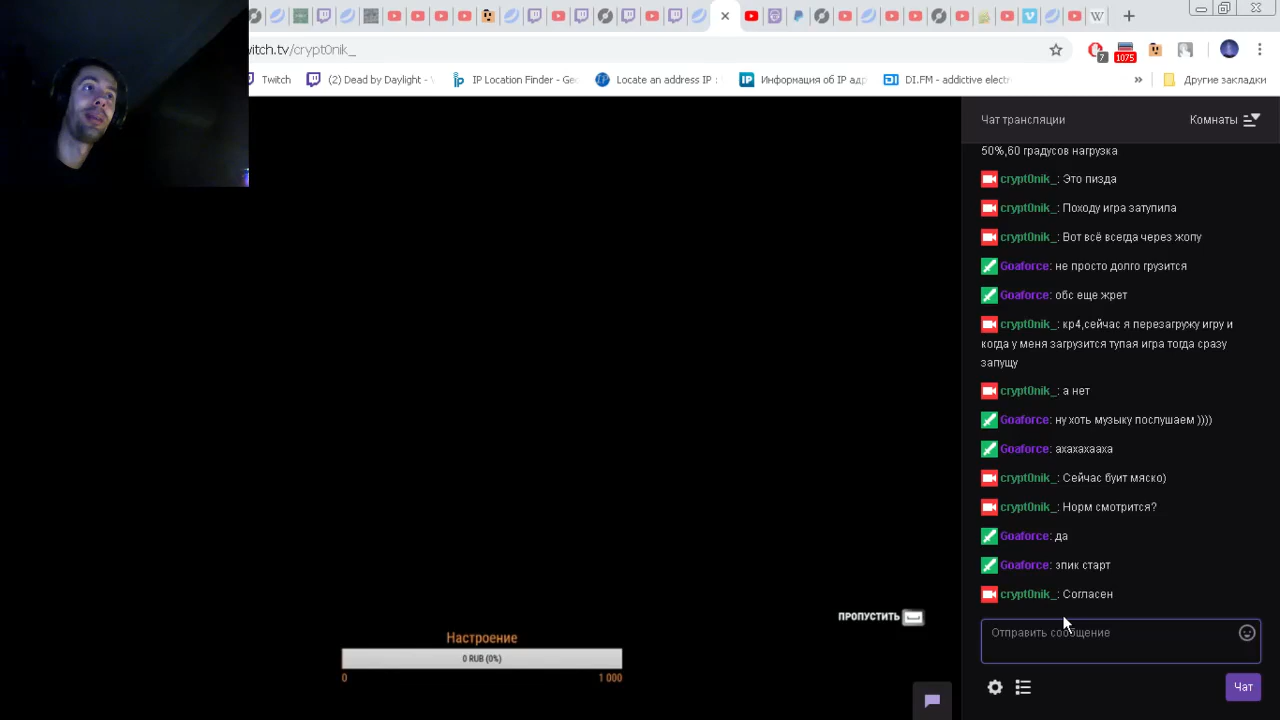 witch.tv/crypt0nik_
7
1075
Twitch
(2) Dead by Daylight -
IP Location Finder - Geo
Locate an address IP :
Информация об IP адр
DI.FM - addictive electr
»
Другие закладки
Чат трансляции
Комнаты
50%,60 градусов нагрузка
crypt0nik_: Это пизда
crypt0nik_: Походу игра затупила
crypt0nik_: Вот всё всегда через жопу
Goaforce: не просто долго грузится
Goaforce: обс еще жрет
crypt0nik_: кр4,сейчас я перезагружу игру и
когда у меня загрузится тупая игра тогда сразу
запущу
crypt0nik_: а нет
Goaforce: ну хоть музыку послушаем ))))
Goaforce: ахахахааха
crypt0nik_: Сейчас буит мяско)
crypt0nik_: Норм смотрится?
Goaforce: да
Goaforce: эпик старт
crypt0nik_: Согласен
ПРОПУСТИТЬ
Отправить сообщение
Настроение
0 RUB (0%)
0
1 000
Чат